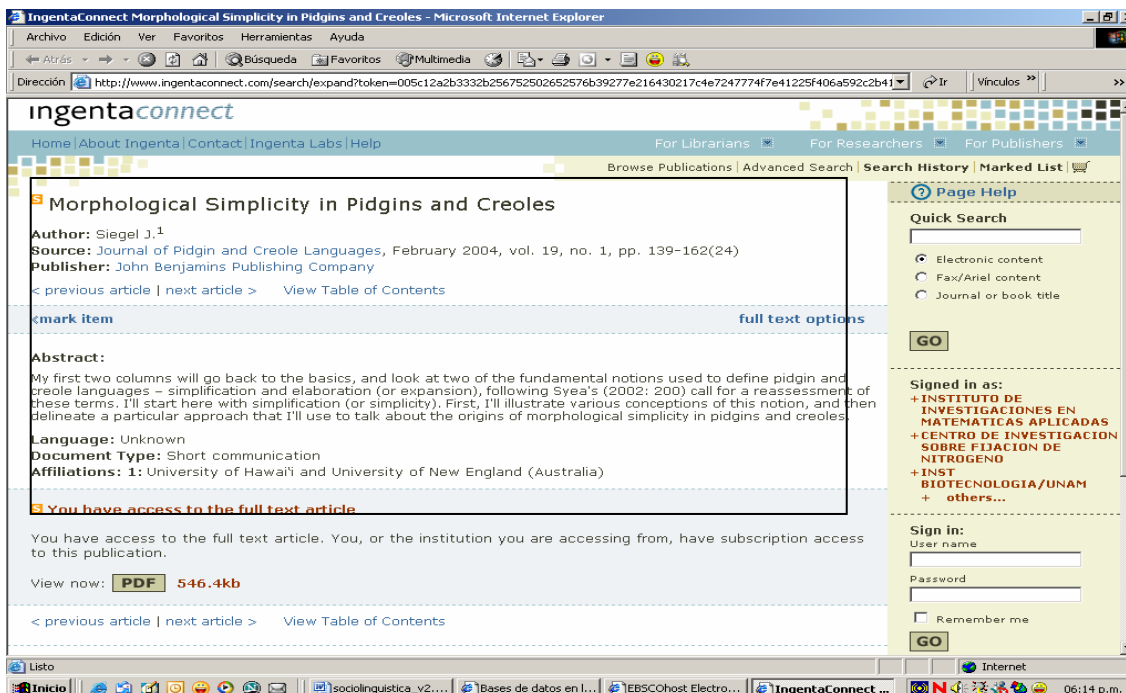 IngentaConnect Morphological Simplicity in Pidgins and Creoles - Microsoft Internet Explorer
Archivo Edición Ver Favoritos Herramientas Ayuda
Atrás Búsqueda Favoritos Multimedia
Dirección http://www.ingentaconnect.com/search/expand?token= Ir Vínculos »
ingentaconnect
Home|About Ingenta|Contact|Ingenta Labs|Help For Librarians For Researchers For Publishers
Browse Publications | Advanced Search | Search History | Marked List |
S Morphological Simplicity in Pidgins and Creoles
Author: Siegel J.1
Source: Journal of Pidgin and Creole Languages, February 2004, vol. 19, no. 1, pp. 139-162(24)
Publisher: John Benjamins Publishing Company
< previous article | next article > View Table of Contents
‹mark item full text options
Abstract:
My first two columns will go back to the basics, and look at two of the fundamental notions used to define pidgin and
creole languages – simplification and elaboration (or expansion), following Syea's (2002: 200) call for a reassessment of
these terms. I'll start here with simplification (or simplicity). First, I'll illustrate various conceptions of this notion, and then
delineate a particular approach that I'll use to talk about the origins of morphological simplicity in pidgins and creoles.
Language: Unknown
Document Type: Short communication
Affiliations: 1: University of Hawai'i and University of New England (Australia)
S You have access to the full text article
You have access to the full text article. You, or the institution you are accessing from, have subscription access
to this publication.
View now: PDF 546.4kb
< previous article | next article > View Table of Contents
? Page Help
Quick Search
Electronic content
Fax/Ariel content
Journal or book title
GO
Signed in as:
+INSTITUTO DE
INVESTIGACIONES EN
MATEMATICAS APLICADAS
+CENTRO DE INVESTIGACION
SOBRE FIJACION DE
NITROGENO
+INST
BIOTECNOLOGIA/UNAM
+ others...
Sign in:
User name
Password
Remember me
GO
Listo Internet
Inicio sociolinguistica_v2.... Bases de datos en l... EBSCOhost Electro... IngentaConnect ... 06:14 p.m.